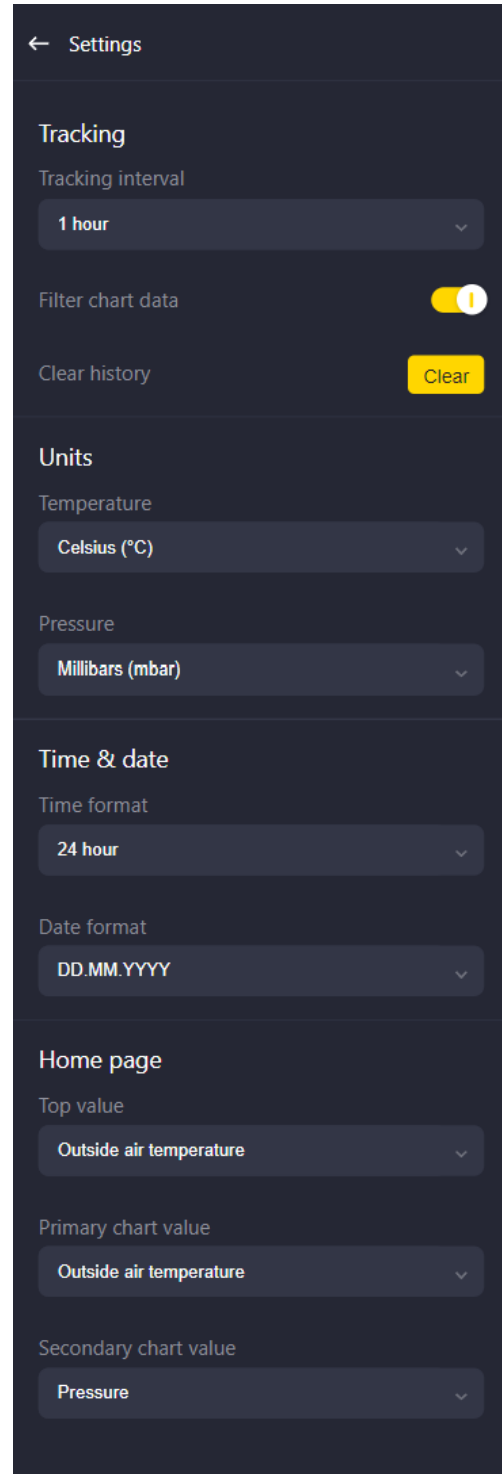 Settings
Tracking
Tracking interval
1 hour
Filter chart data
Clear history
Clear
Units
Temperature
Celsius (°C)
Pressure
Millibars (mbar)
Time & date
Time format
24 hour
Date format
DD.MM.YYYY
Home page
Top value
Outside air temperature
Primary chart value
Outside air temperature
Secondary chart value
Pressure